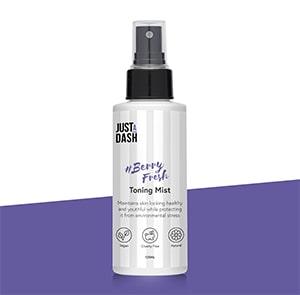 JUST A
DASH
#Berry
Fresh
Toning Mist
Maintains skin looking healthy
and youthful while protecting
it from environmental stress.
Vegan
Cruelty Free
Natural
120ML